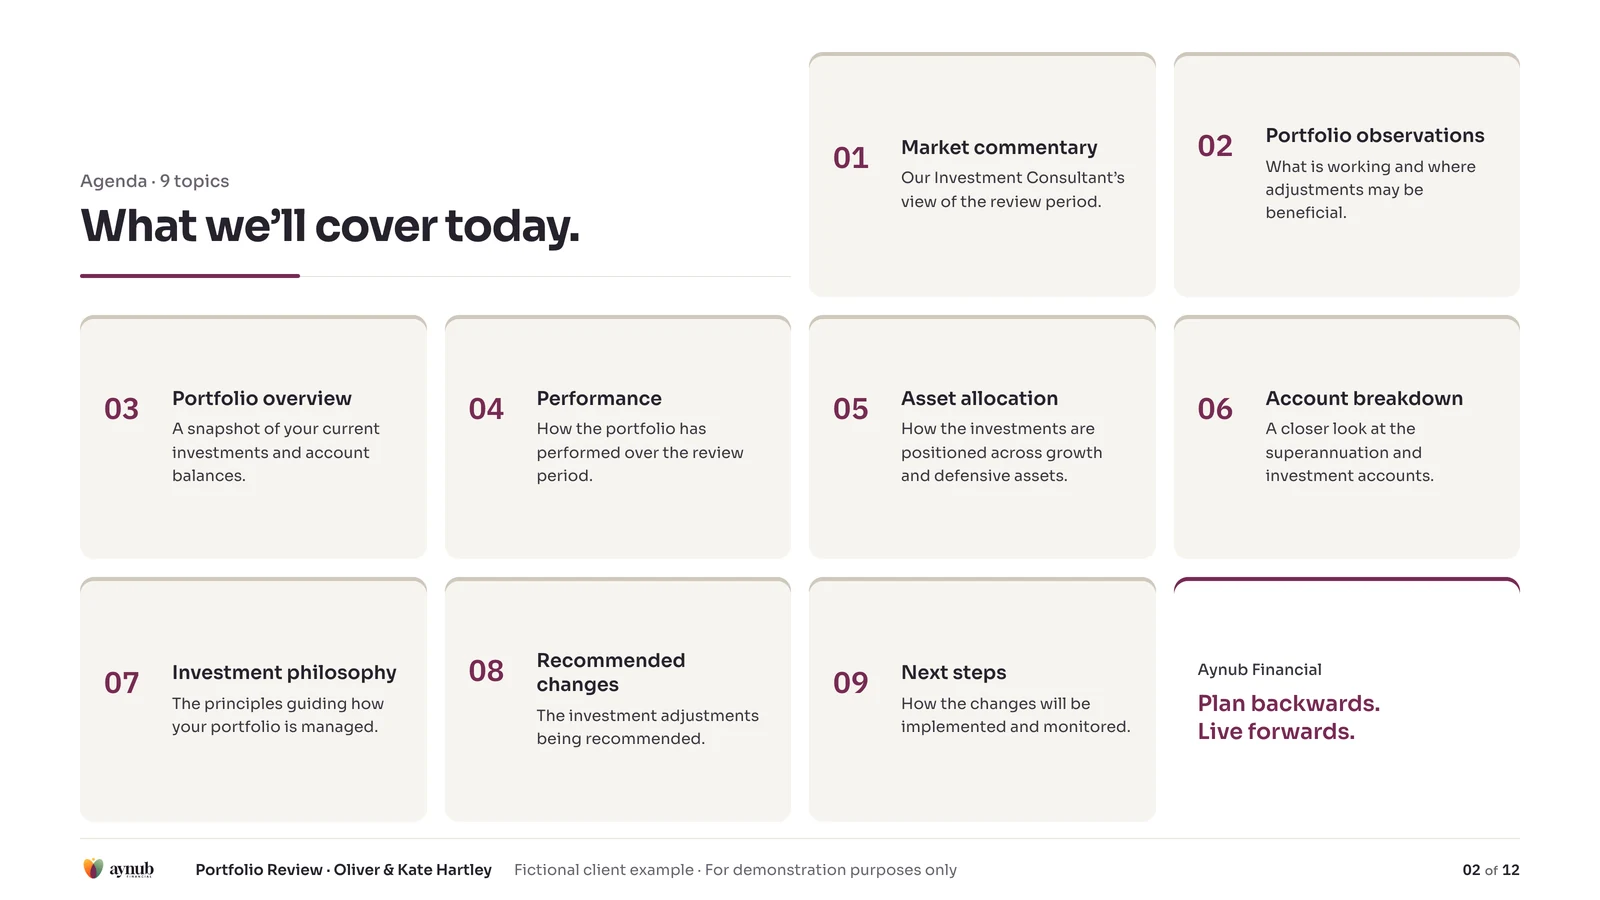 Agenda · 9 topics
What we’ll cover today.
01
Market commentary
Our Investment Consultant’s
view of the review period.
02
Portfolio observations
What is working and where
adjustments may be
beneficial.
03
Portfolio overview
A snapshot of your current
investments and account
balances.
04
Performance
How the portfolio has
performed over the review
period.
05
Asset allocation
How the investments are
positioned across growth
and defensive assets.
06
Account breakdown
A closer look at the
superannuation and
investment accounts.
07
Investment philosophy
The principles guiding how
your portfolio is managed.
08
Recommended
changes
The investment adjustments
being recommended.
09
Next steps
How the changes will be
implemented and monitored.
Aynub Financial
Plan backwards.
Live forwards.
aynub
FINANCIAL
Portfolio Review · Oliver & Kate Hartley
Fictional client example · For demonstration purposes only
02 of 12